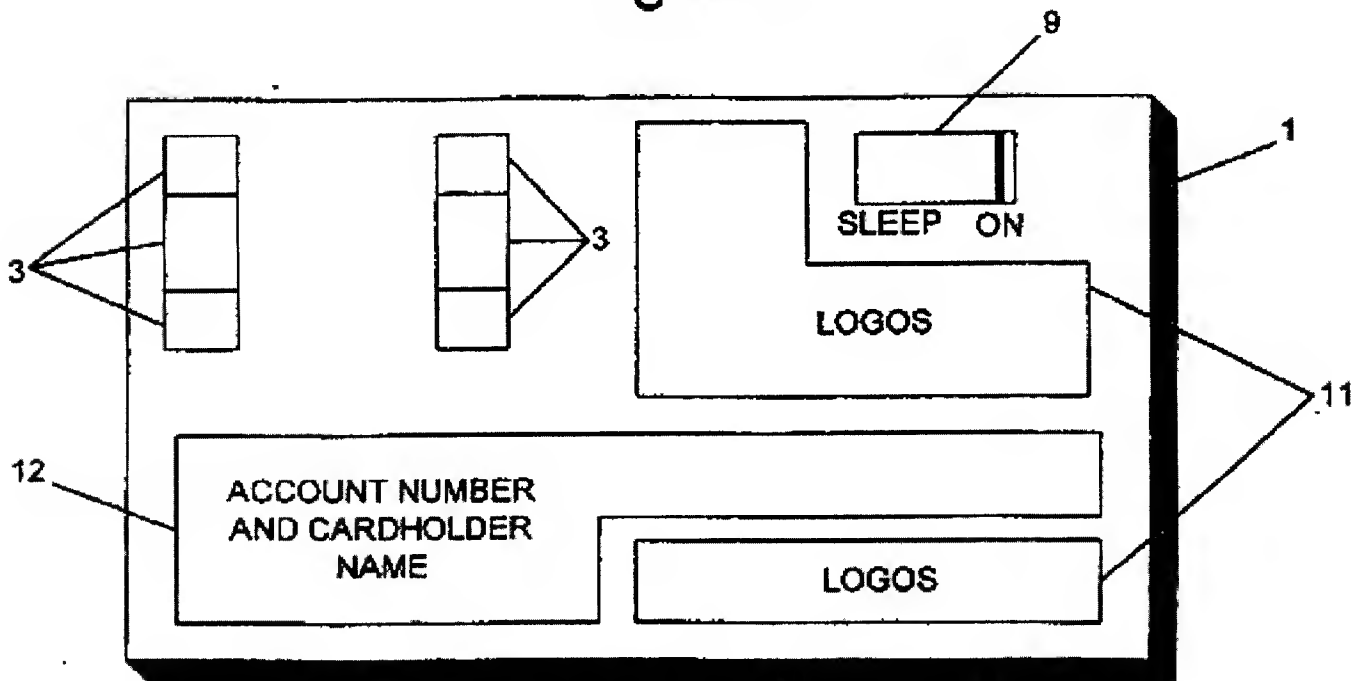 9
1
SLEEP ON
3
3
LOGOS
11
12
ACCOUNT NUMBER
AND CARDHOLDER
NAME
LOGOS